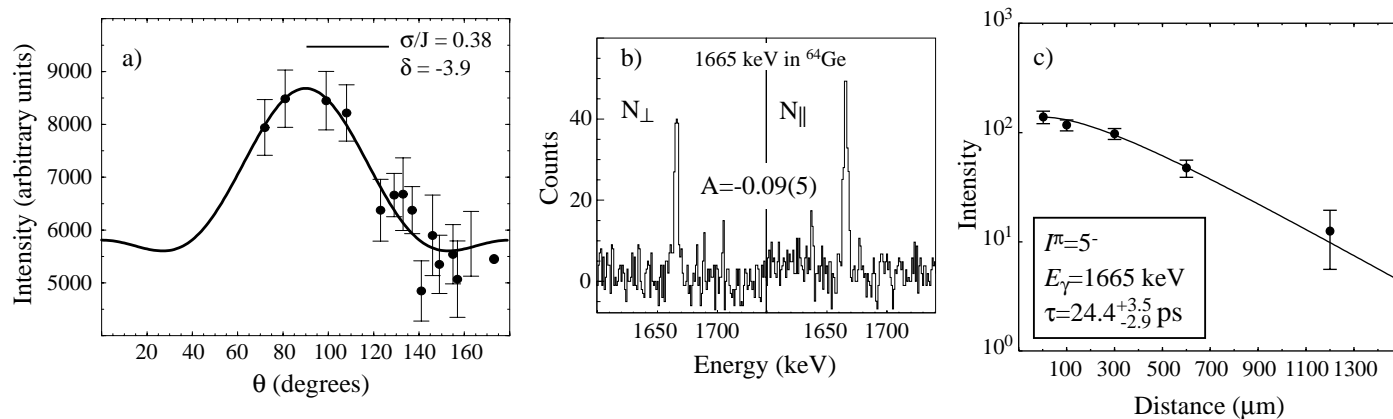 a)
σ/J = 0.38
δ = -3.9
9000
8000
7000
6000
5000
Intensity (arbitrary units)
20 40 60 80 100 120 140 160
θ (degrees)
b)
1665 keV in ⁶⁴Ge
N⊥ N||
A=-0.09(5)
40
20
0
Counts
1650 1700 1650 1700
Energy (keV)
c)
10³
10²
10¹
10⁰
Intensity
I^π=5⁻
Eγ=1665 keV
τ=24.4 +3.5 -2.9 ps
100 300 500 700 900 1100 1300
Distance (μm)